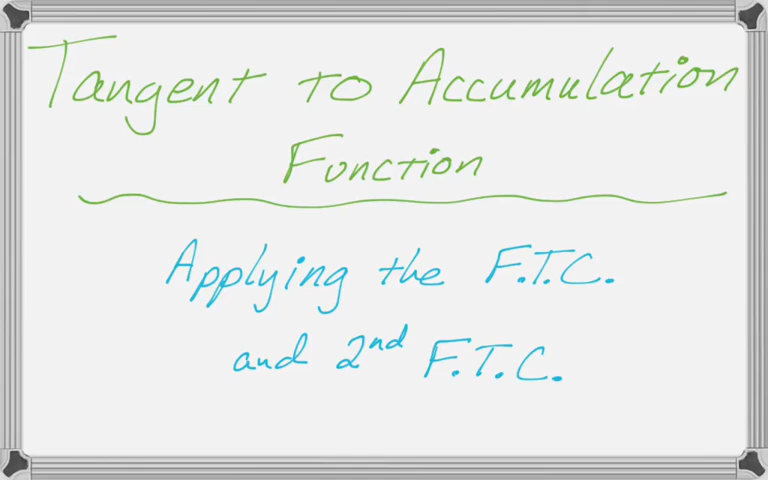 Tangent to Accumulation
Function
Applying the F.T.C.
and 2nd F.T.C.